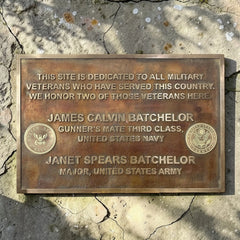 THIS SITE IS DEDICATED TO ALL MILITARY
VETERANS WHO HAVE SERVED THIS COUNTRY.
WE HONOR TWO OF THOSE VETERANS HERE.
JAMES CALVIN BATCHELOR
GUNNER'S MATE THIRD CLASS,
UNITED STATES NAVY
JANET SPEARS BATCHELOR
MAJOR, UNITED STATES ARMY